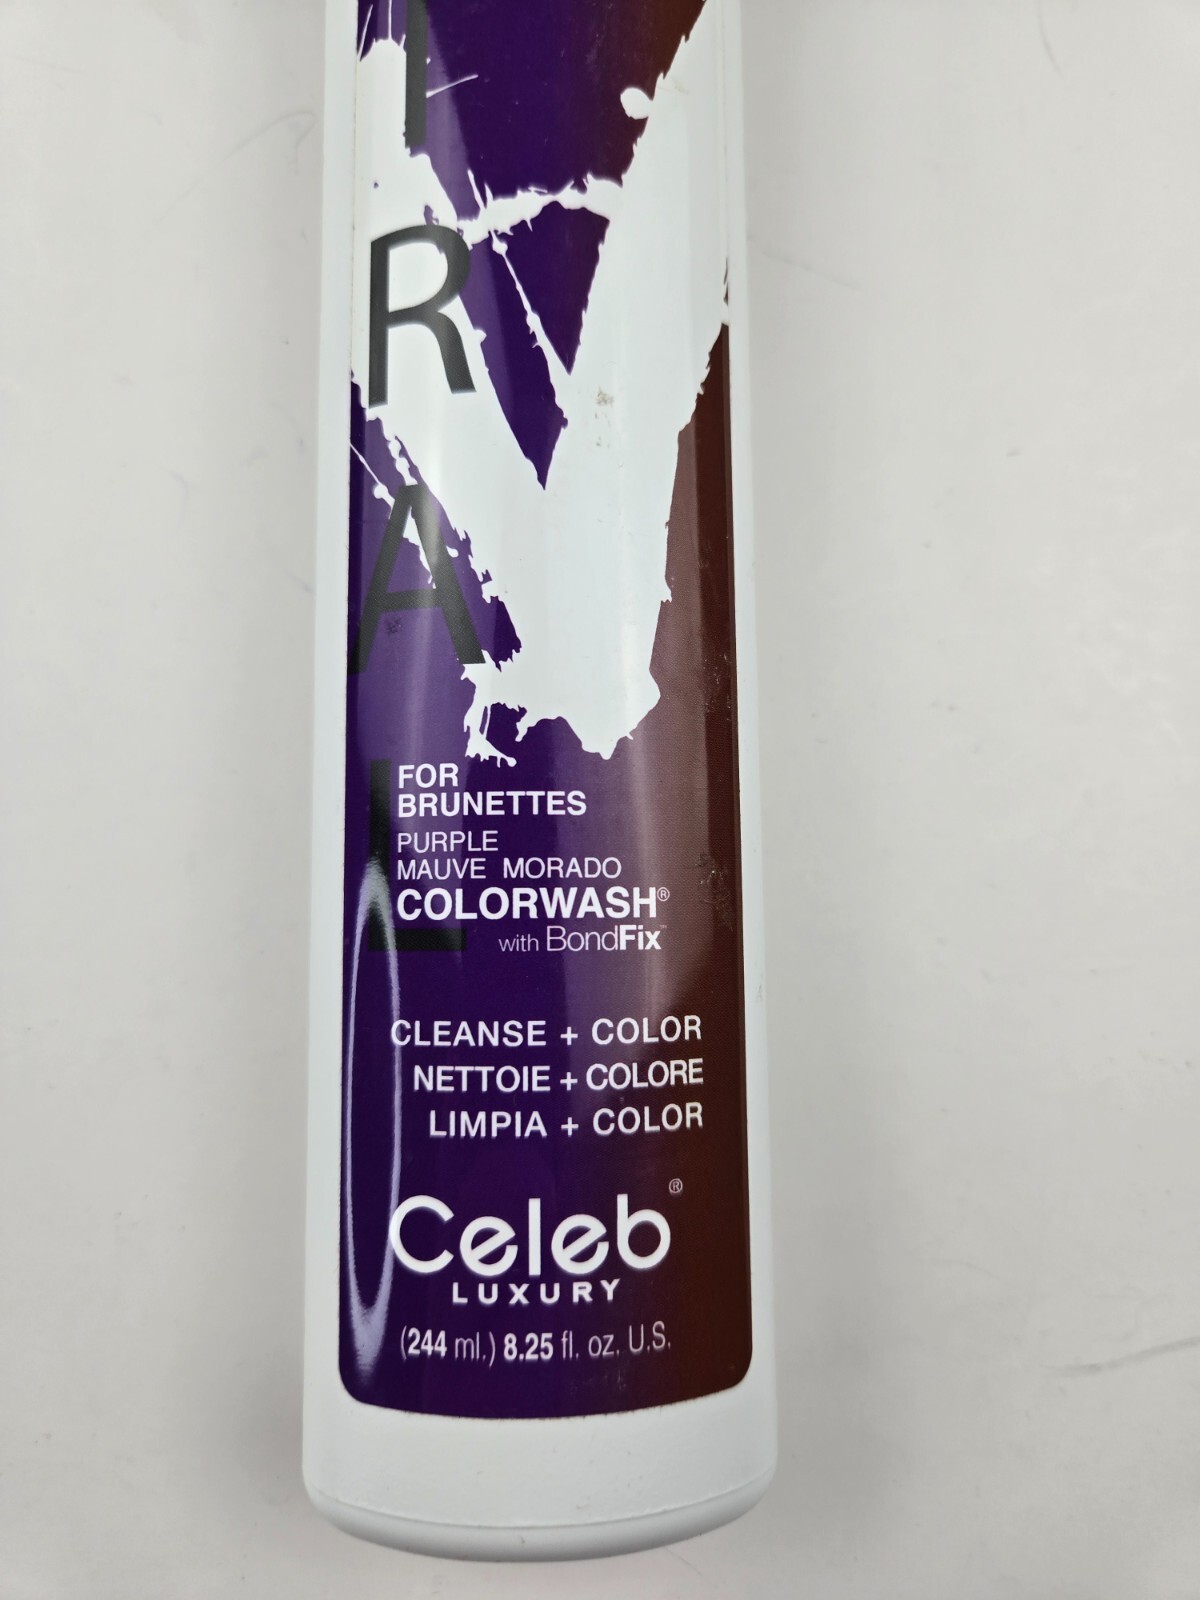 IRAL
FOR
BRUNETTES
PURPLE
MAUVE MORADO
COLORWASH®
with BondFix™
CLEANSE + COLOR
NETTOIE + COLORE
LIMPIA + COLOR
Celeb®
LUXURY
(244 ml.) 8.25 fl. oz. U.S.